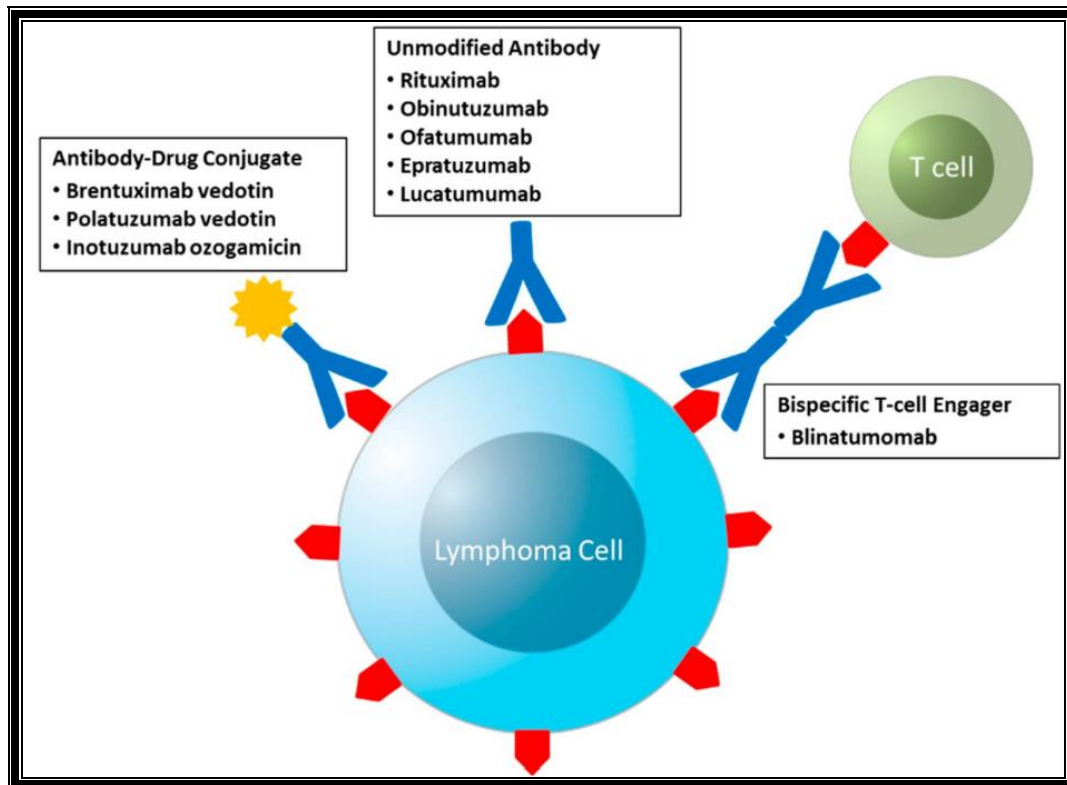 Unmodified Antibody
• Rituximab
• Obinutuzumab
• Ofatumumab
• Epratuzumab
• Lucatumumab
Antibody-Drug Conjugate
• Brentuximab vedotin
• Polatuzumab vedotin
• Inotuzumab ozogamicin
T cell
Bispecific T-cell Engager
• Blinatumomab
Lymphoma Cell